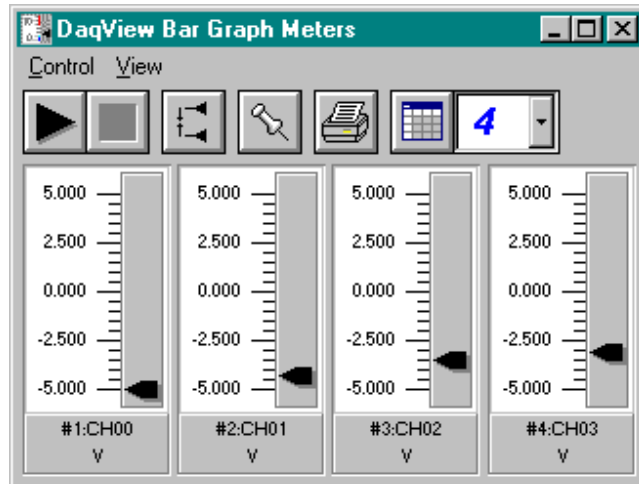 DaqView Bar Graph Meters
Control View
4
5.000 5.000 5.000 5.000
2.500 2.500 2.500 2.500
0.000 0.000 0.000 0.000
-2.500 -2.500 -2.500 -2.500
-5.000 -5.000 -5.000 -5.000
#1:CH00 #2:CH01 #3:CH02 #4:CH03
V V V V